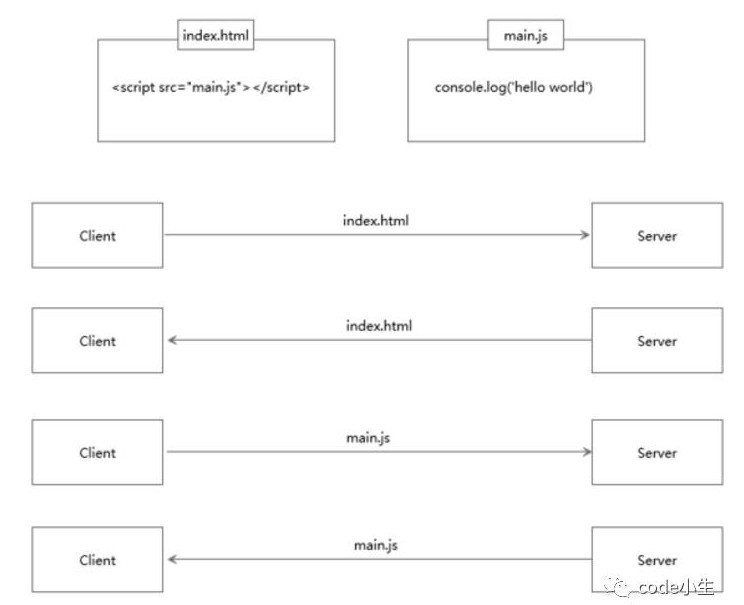 index.html
main.js
<script src="main.js"></script>
console.log('hello world')
index.html
Client
Server
index.html
Client
Server
main.js
Client
Server
main.js
Client
Server
code小生